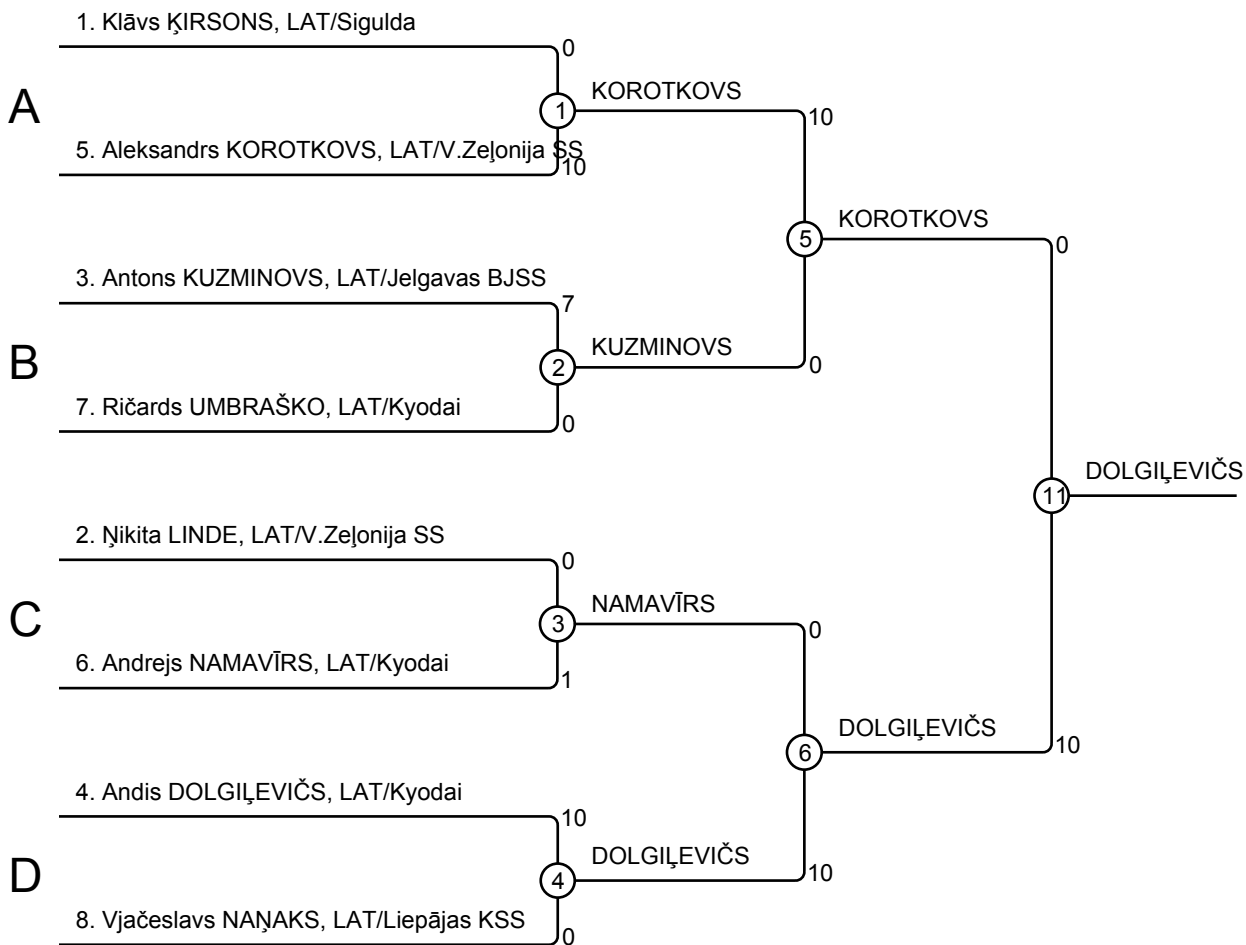 1. Klāvs ĶIRSONS, LAT/Sigulda
0
KOROTKOVS
A
1
10
5. Aleksandrs KOROTKOVS, LAT/V.Zeļonija SS
10
KOROTKOVS
5
0
3. Antons KUZMINOVS, LAT/Jelgavas BJSS
7
KUZMINOVS
B
2
0
7. Ričards UMBRAŠKO, LAT/Kyodai
0
DOLGIĻEVIČS
11
2. Ņikita LINDE, LAT/V.Zeļonija SS
0
NAMAVĪRS
C
3
0
6. Andrejs NAMAVĪRS, LAT/Kyodai
1
DOLGIĻEVIČS
6
10
4. Andis DOLGIĻEVIČS, LAT/Kyodai
10
DOLGIĻEVIČS
D
4
10
8. Vjačeslavs NAŅAKS, LAT/Liepājas KSS
0